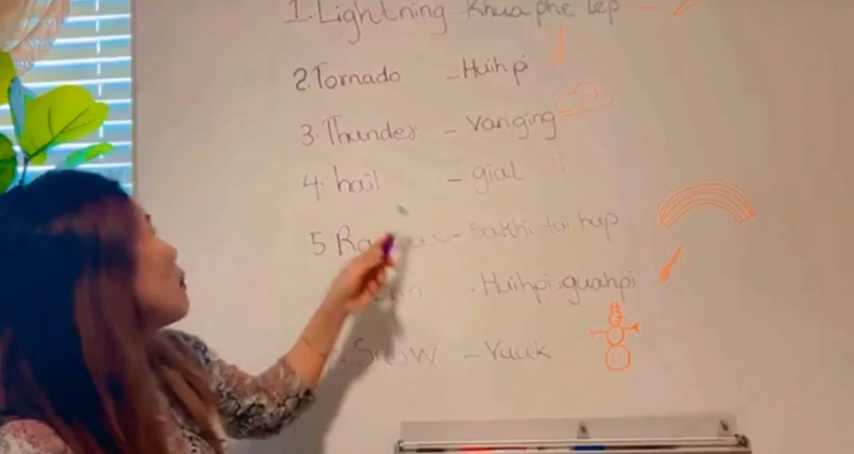 1. Lightning - Khua phe lep -
2. Tornado - Huihpi
3. Thunder - Vanging
4. hail - gial
5 - Sakhi tui hup
- Huihpi, guahpi
Snow - Vuuk